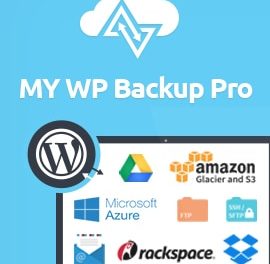 MY WP Backup Pro
amazon
Glacier and S3
Microsoft
Azure
FTP
SSH /
SFTP
rackspace.